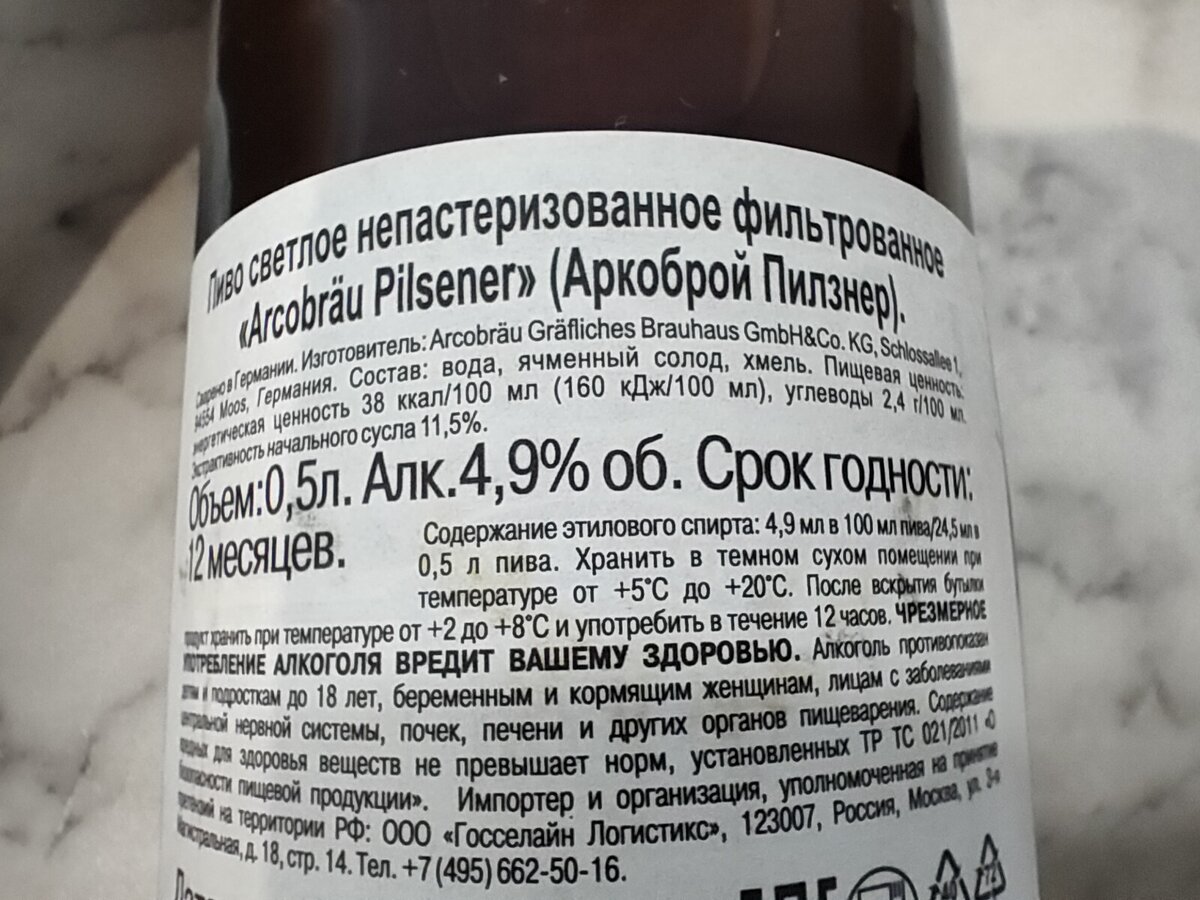 Пиво светлое непастеризованное фильтрованное
«Arcobräu Pilsener» (Аркоброй Пилзнер).
Сварено в Германии. Изготовитель: Arcobräu Gräfliches Brauhaus GmbH&Co. KG, Schlossallee 1,
94554 Moos, Германия. Состав: вода, ячменный солод, хмель. Пищевая ценность:
энергетическая ценность 38 ккал/100 мл (160 кДж/100 мл), углеводы 2,4 г/100 мл.
Экстрактивность начального сусла 11,5%.
Объем:0,5л. Алк.4,9% об. Срок годности:
12 месяцев.
Содержание этилового спирта: 4,9 мл в 100 мл пива/24,5 мл в
0,5 л пива. Хранить в темном сухом помещении при
температуре от +5°С до +20°С. После вскрытия бутылки
продукт хранить при температуре от +2 до +8°С и употребить в течение 12 часов. ЧРЕЗМЕРНОЕ
УПОТРЕБЛЕНИЕ АЛКОГОЛЯ ВРЕДИТ ВАШЕМУ ЗДОРОВЬЮ. Алкоголь противопоказан
детям и подросткам до 18 лет, беременным и кормящим женщинам, лицам с заболеваниями
центральной нервной системы, почек, печени и других органов пищеварения. Содержание
вредных для здоровья веществ не превышает норм, установленных ТР ТС 021/2011 «О
безопасности пищевой продукции». Импортер и организация, уполномоченная на принятие
претензий на территории РФ: ООО «Госселайн Логистикс», 123007, Россия, Москва, ул. 3-я
Магистральная, д. 18, стр. 14. Тел. +7 (495) 662-50-16.